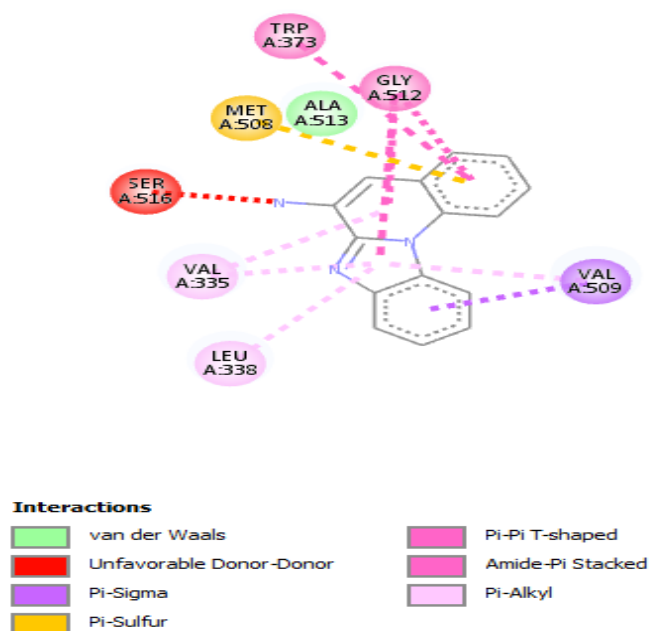 TRP
A:373
GLY
A:512
MET
A:508
ALA
A:513
SER
A:516
N
N
N
VAL
A:335
VAL
A:509
LEU
A:338
Interactions
van der Waals
Unfavorable Donor-Donor
Pi-Sigma
Pi-Sulfur
Pi-Pi T-shaped
Amide-Pi Stacked
Pi-Alkyl